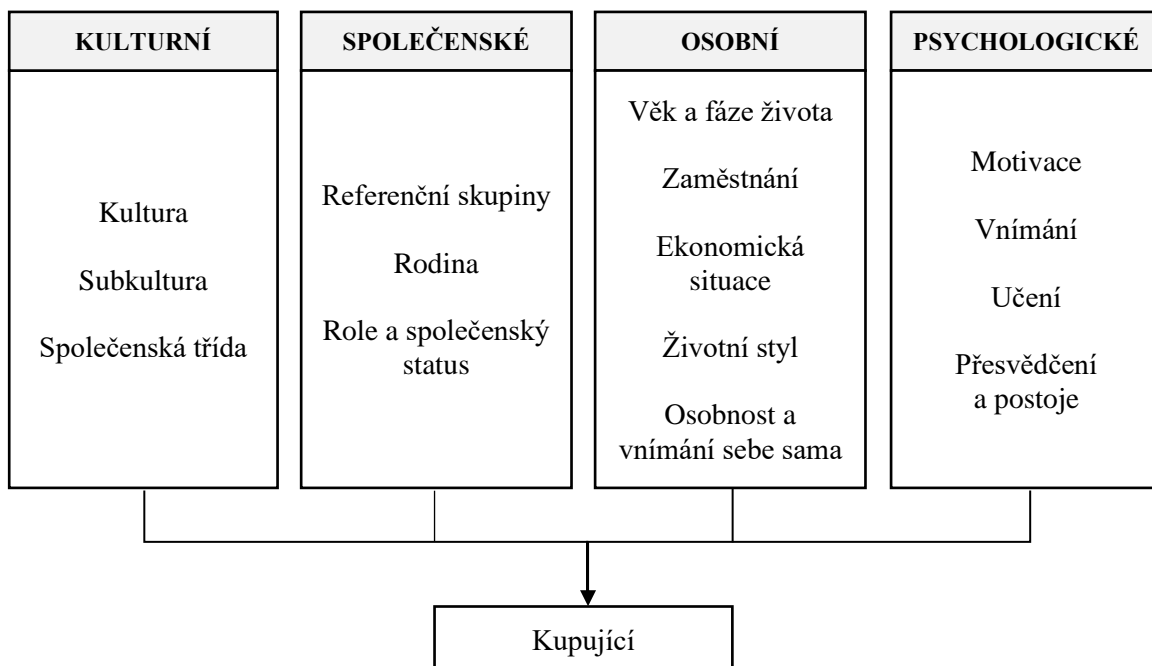 KULTURNÍ
Kultura
Subkultura
Společenská třída
SPOLEČENSKÉ
Referenční skupiny
Rodina
Role a společenský
status
OSOBNÍ
Věk a fáze života
Zaměstnání
Ekonomická
situace
Životní styl
Osobnost a
vnímání sebe sama
PSYCHOLOGICKÉ
Motivace
Vnímání
Učení
Přesvědčení
a postoje
Kupující